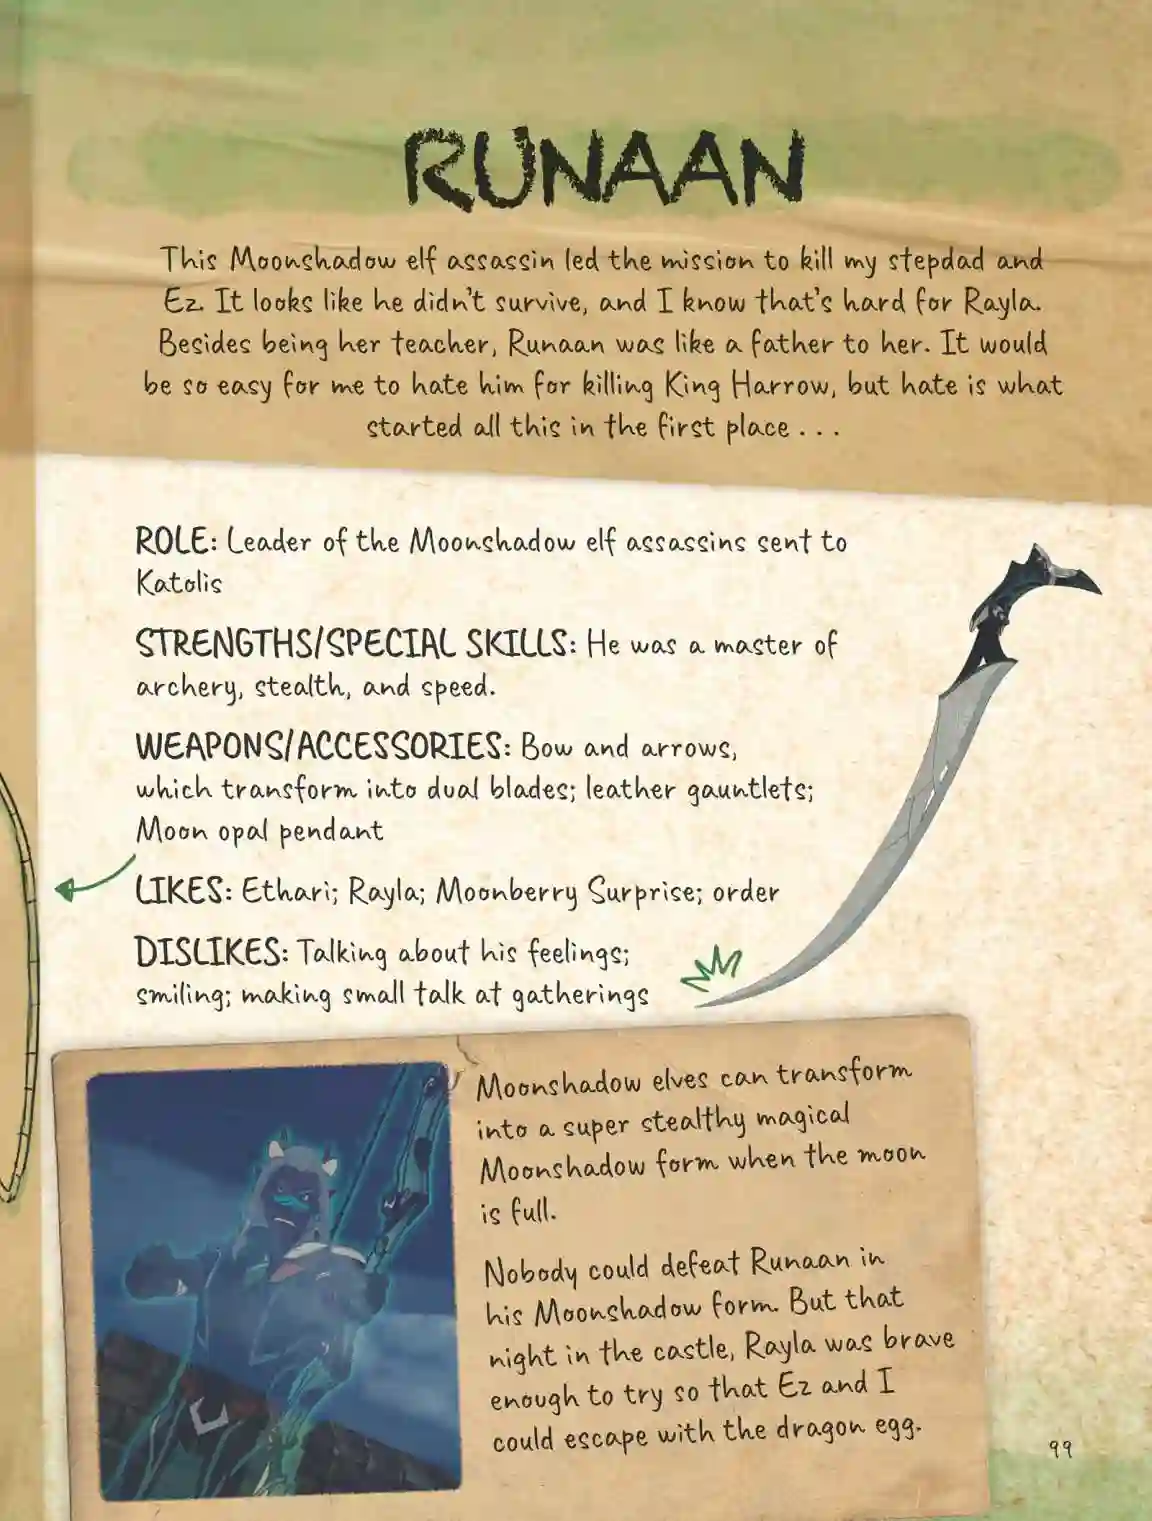 RUNAAN
This Moonshadow elf assassin led the mission to kill my stepdad and
Ez. It looks like he didn't survive, and I know that's hard for Rayla.
Besides being her teacher, Runaan was like a father to her. It would
be so easy for me to hate him for killing King Harrow, but hate is what
started all this in the first place . . .
ROLE: Leader of the Moonshadow elf assassins sent to
Katolis
STRENGTHS/SPECIAL SKILLS: He was a master of
archery, stealth, and speed.
WEAPONS/ACCESSORIES: Bow and arrows,
which transform into dual blades; leather gauntlets;
Moon opal pendant
LIKES: Ethari; Rayla; Moonberry Surprise; order
DISLIKES: Talking about his feelings;
smiling; making small talk at gatherings
Moonshadow elves can transform
into a super stealthy magical
Moonshadow form when the moon
is full.
Nobody could defeat Runaan in
his Moonshadow form. But that
night in the castle, Rayla was brave
enough to try so that Ez and I
could escape with the dragon egg.
99